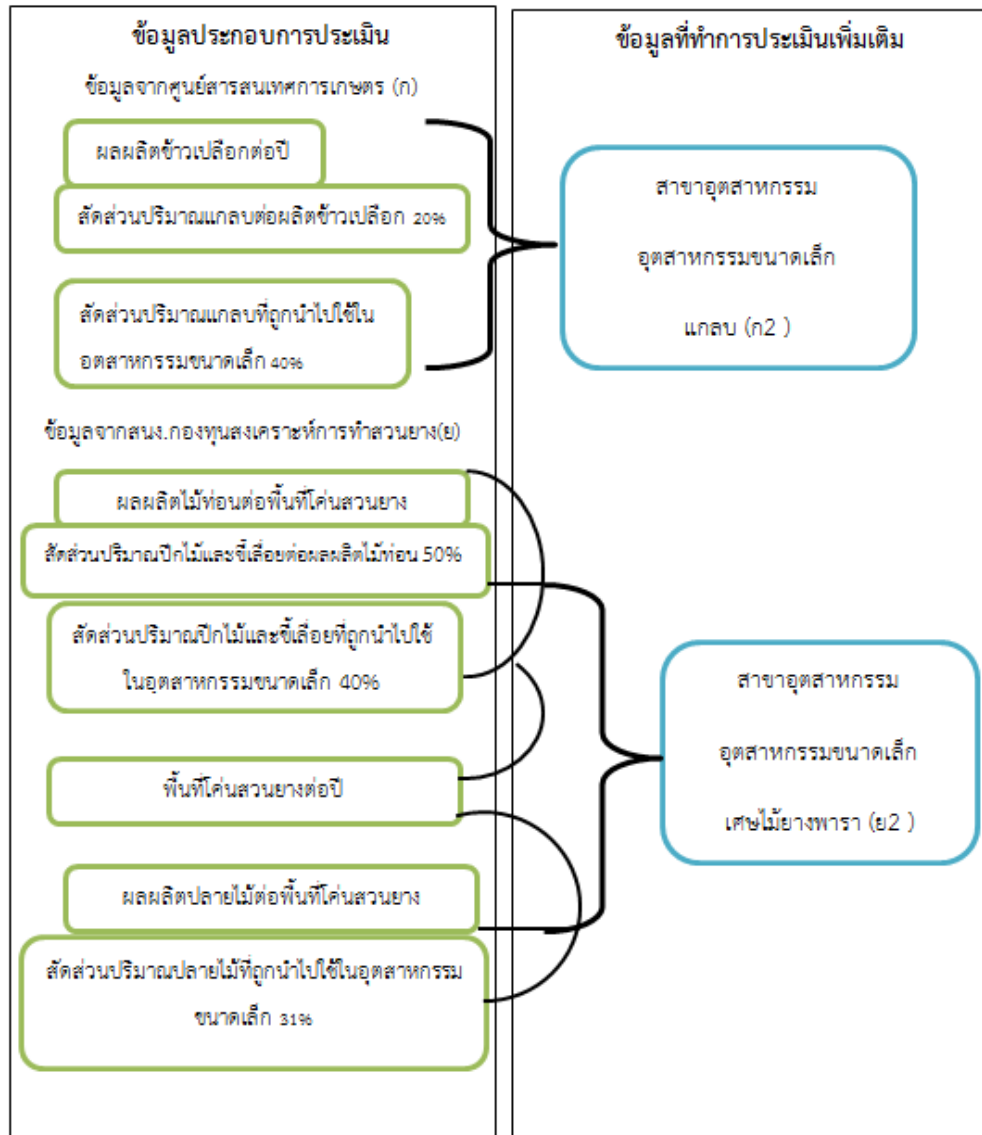 ข้อมูลประกอบการประเมิน
ข้อมูลจากศูนย์สารสนเทศการเกษตร (ก)
ผลผลิตข้าวเปลือกต่อปี
สัดส่วนปริมาณแกลบต่อผลิตข้าวเปลือก 20%
สัดส่วนปริมาณแกลบที่ถูกนำไปใช้ใน
อุตสาหกรรมขนาดเล็ก 40%
ข้อมูลจากสนง.กองทุนสงเคราะห์การทำสวนยาง(ย)
ผลผลิตไม้ท่อนต่อพื้นที่โค่นสวนยาง
สัดส่วนปริมาณปีกไม้และขี้เลื่อยต่อผลผลิตไม้ท่อน 50%
สัดส่วนปริมาณปีกไม้และขี้เลื่อยที่ถูกนำไปใช้
ในอุตสาหกรรมขนาดเล็ก 40%
พื้นที่โค่นสวนยางต่อปี
ผลผลิตปลายไม้ต่อพื้นที่โค่นสวนยาง
สัดส่วนปริมาณปลายไม้ที่ถูกนำไปใช้ในอุตสาหกรรม
ขนาดเล็ก 31%
ข้อมูลที่ทำการประเมินเพิ่มเติม
สาขาอุตสาหกรรม
อุตสาหกรรมขนาดเล็ก
แกลบ (ก2 )
สาขาอุตสาหกรรม
อุตสาหกรรมขนาดเล็ก
เศษไม้ยางพารา (ย2 )